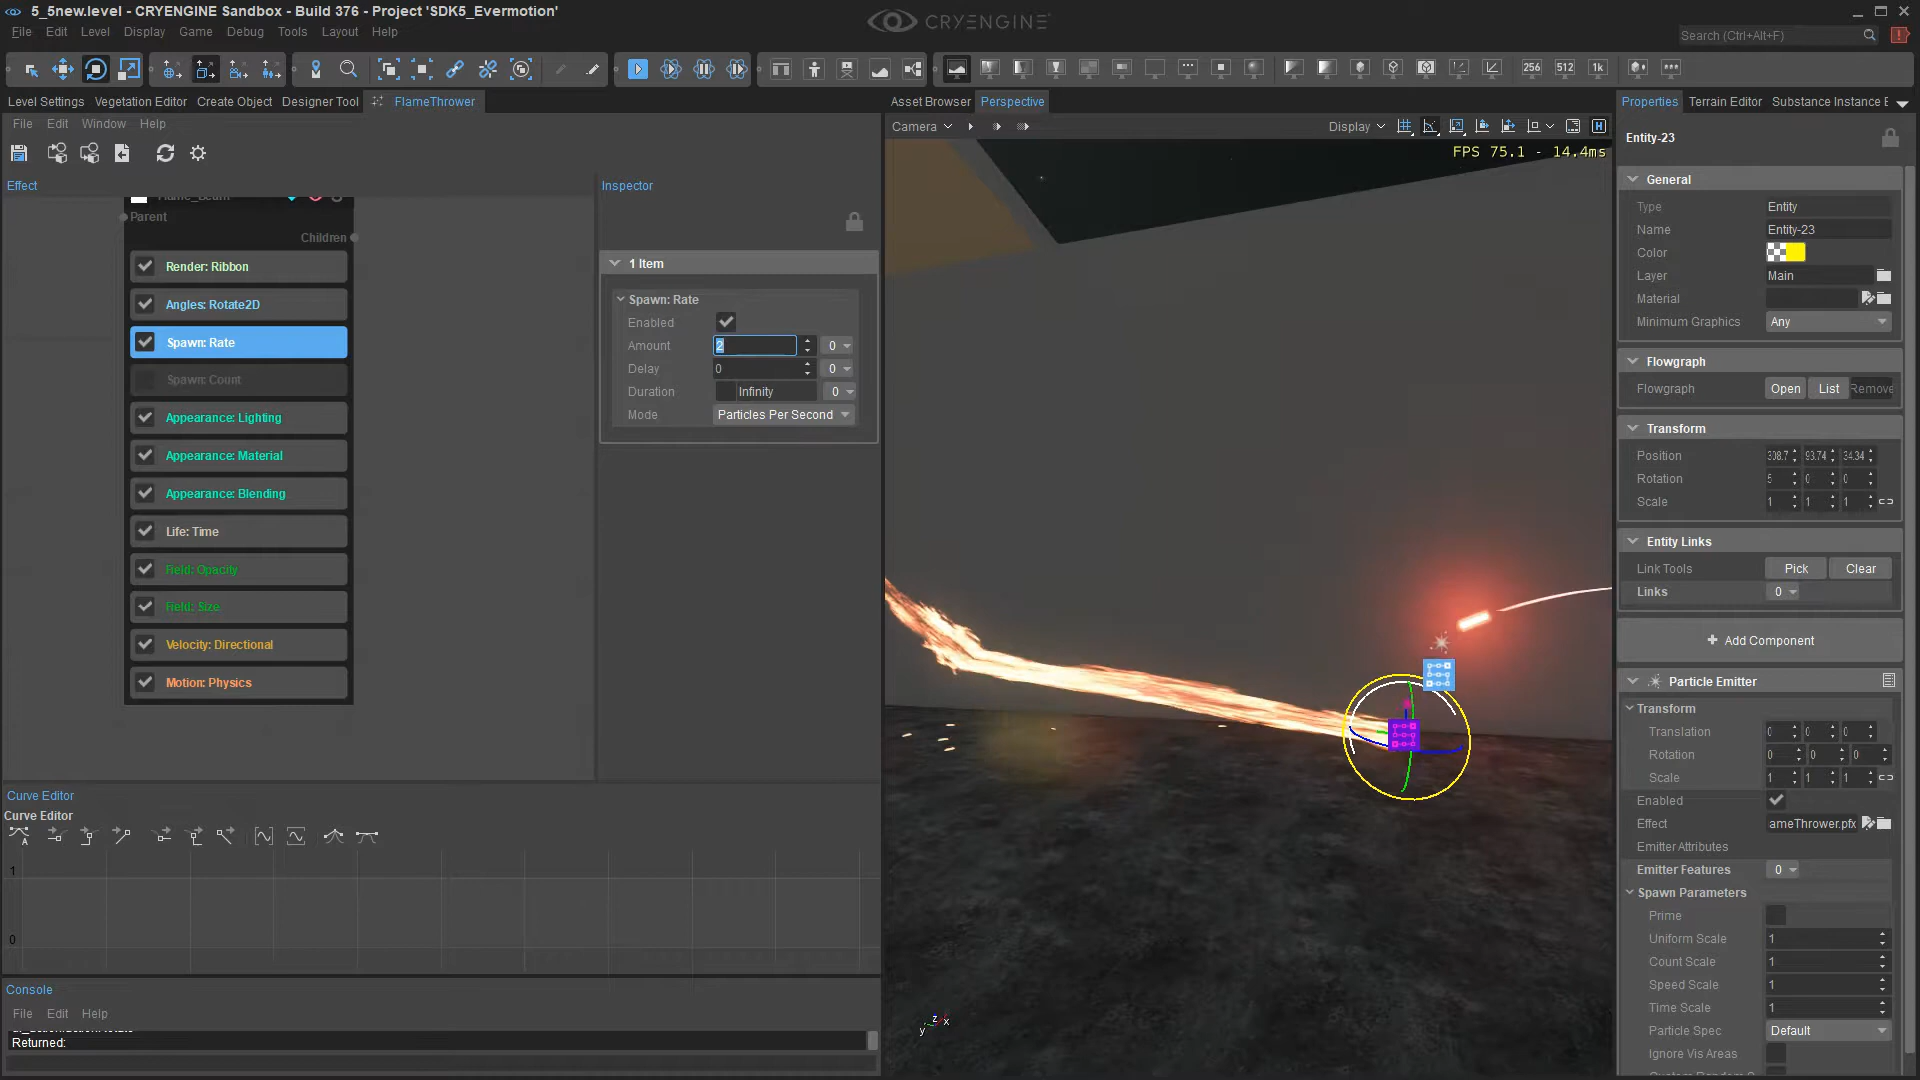 5_5new.level - CRYENGINE Sandbox - Build 376 - Project 'SDK5_Evermotion'
CRYENGINE
File Edit Level Display Game Debug Tools Layout Help
Search (Ctrl+Alt+F)
256 512 1k
Level Settings Vegetation Editor Create Object Designer Tool FlameThrower
Asset Browser Perspective
Properties Terrain Editor Substance Instance E
File Edit Window Help
Camera
Display
FPS 75.1 - 14.4ms
Entity-23
Effect
Inspector
Flame_Beam
Parent
Children
Render: Ribbon
Angles: Rotate2D
Spawn: Rate
Spawn: Count
Appearance: Lighting
Appearance: Material
Appearance: Blending
Life: Time
Field: Opacity
Field: Size
Velocity: Directional
Motion: Physics
1 Item
Spawn: Rate
Enabled
Amount 2 0
Delay 0 0
Duration Infinity 0
Mode Particles Per Second
General
Type Entity
Name Entity-23
Color
Layer Main
Material
Minimum Graphics Any
Flowgraph
Flowgraph Open List Remove
Transform
Position 308.7 93.74 34.34
Rotation 5 0 0
Scale 1 1 1
Entity Links
Link Tools Pick Clear
Links 0
+ Add Component
Particle Emitter
Transform
Translation 0 0 0
Rotation 0 0 0
Scale 1 1 1
Enabled
Effect ameThrower.pfx
Emitter Attributes
Emitter Features 0
Spawn Parameters
Prime
Uniform Scale 1
Count Scale 1
Speed Scale 1
Time Scale 1
Particle Spec Default
Ignore Vis Areas
Curve Editor
Curve Editor
1
0
Console
File Edit Help
Returned:
z
y x